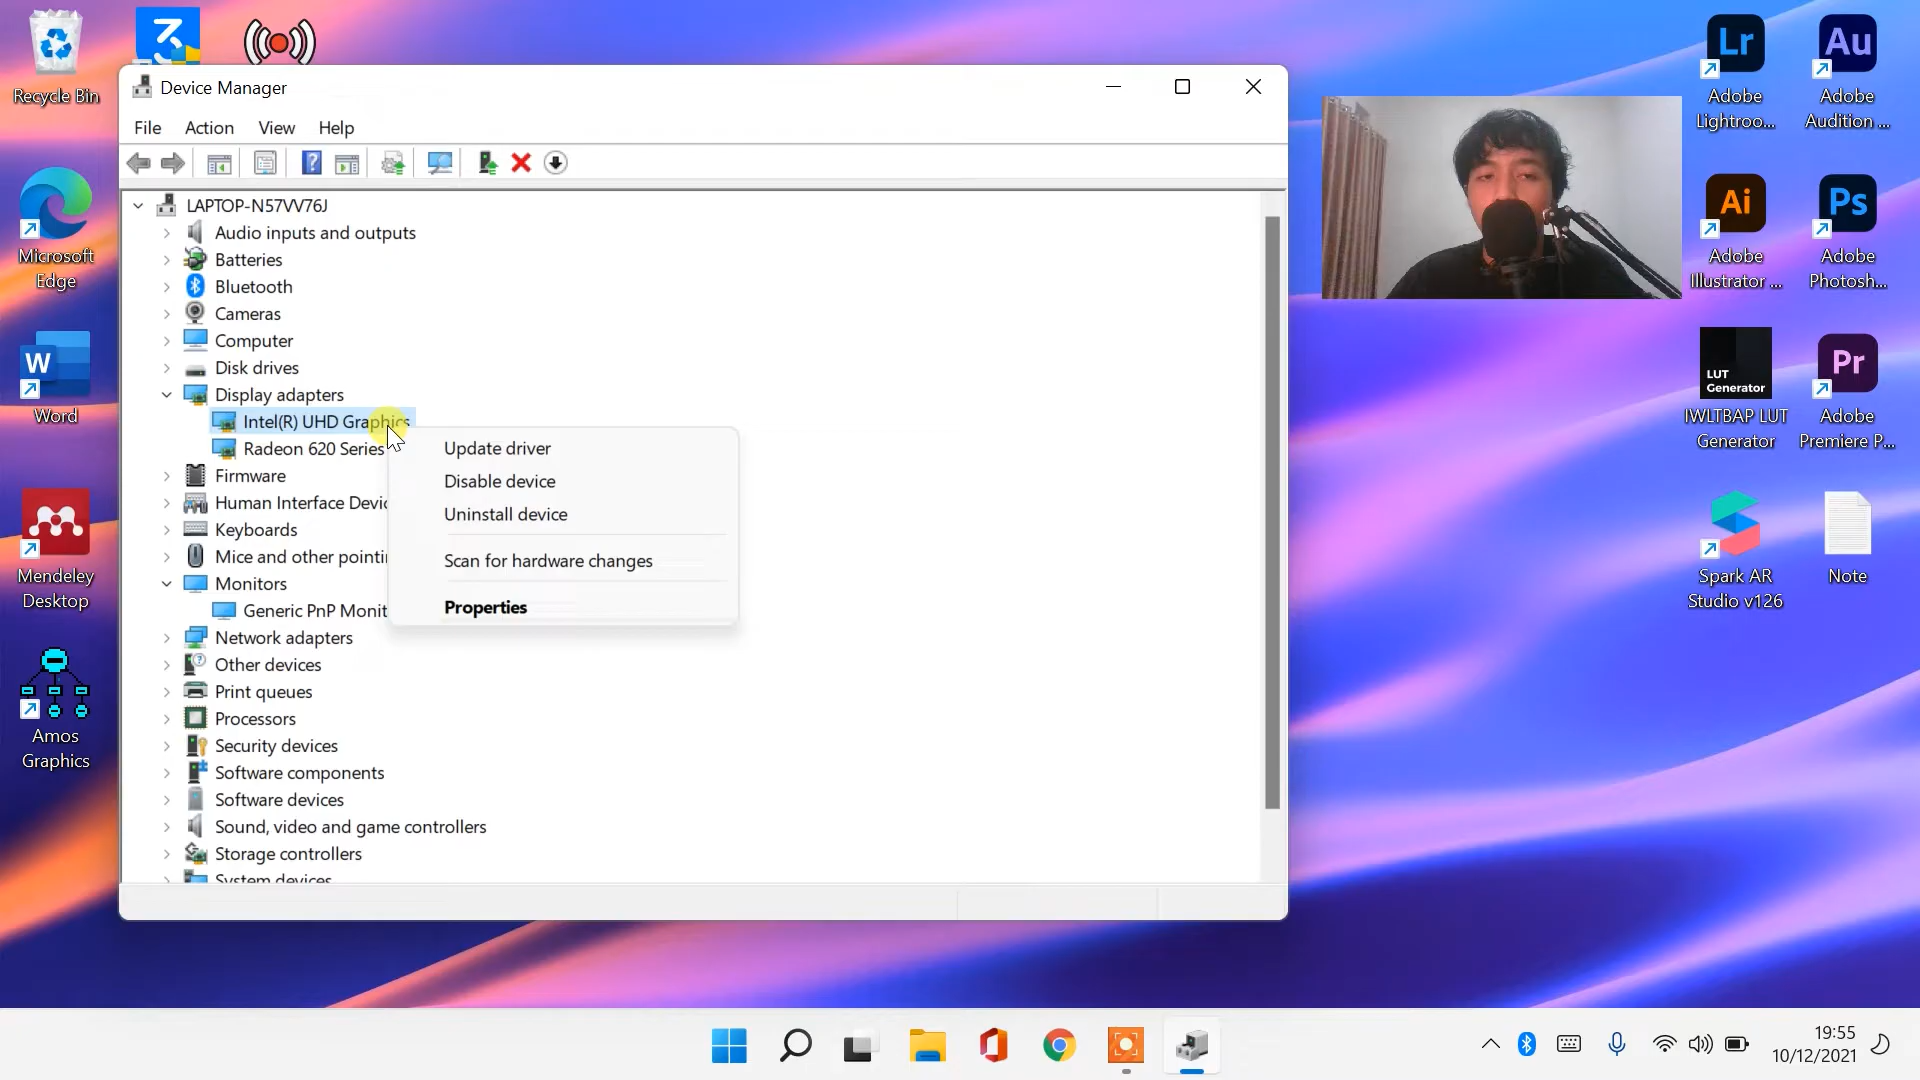 Recycle Bin
Microsoft
Edge
W
Word
Mendeley
Desktop
Amos
Graphics
Device Manager
File Action View Help
LAPTOP-N57VV76J
Audio inputs and outputs
Batteries
Bluetooth
Cameras
Computer
Disk drives
Display adapters
Intel(R) UHD Graphics
Radeon 620 Series
Firmware
Human Interface Devic
Keyboards
Mice and other pointin
Monitors
Generic PnP Monit
Network adapters
Other devices
Print queues
Processors
Security devices
Software components
Software devices
Sound, video and game controllers
Storage controllers
System devices
Update driver
Disable device
Uninstall device
Scan for hardware changes
Properties
Lr
Adobe
Lightroo...
Au
Adobe
Audition ...
Ai
Adobe
Illustrator ...
Ps
Adobe
Photosh...
LUT
Generator
IWLTBAP LUT
Generator
Pr
Adobe
Premiere P...
Spark AR
Studio v126
Note
19:55
10/12/2021